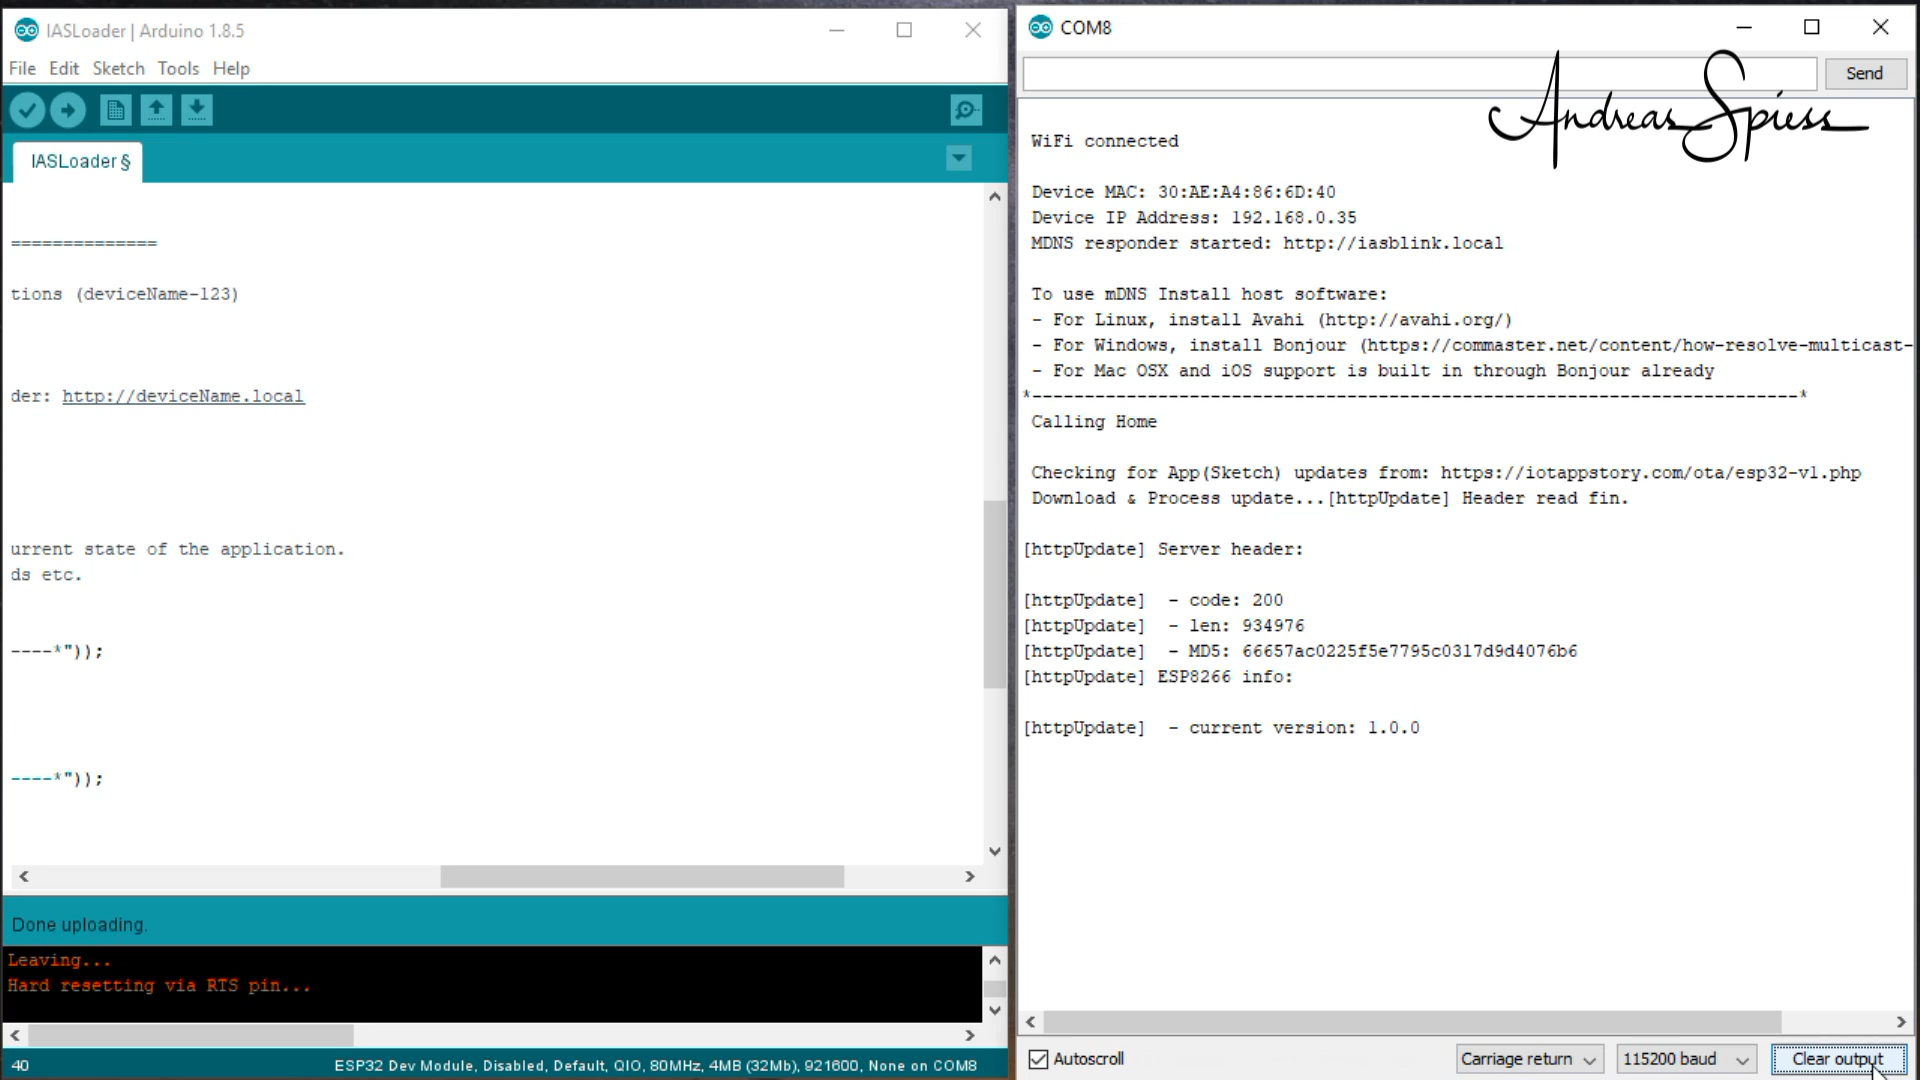 IASLoader | Arduino 1.8.5
File Edit Sketch Tools Help
IASLoader §
==============
tions (deviceName-123)
der: http://deviceName.local
urrent state of the application.
ds etc.
----*"));
----*"));
Done uploading.
Leaving...
Hard resetting via RTS pin...
40
ESP32 Dev Module, Disabled, Default, QIO, 80MHz, 4MB (32Mb), 921600, None on COM8
COM8
Send
Andreas Spiess
WiFi connected
Device MAC: 30:AE:A4:86:6D:40
Device IP Address: 192.168.0.35
MDNS responder started: http://iasblink.local
To use mDNS Install host software:
- For Linux, install Avahi (http://avahi.org/)
- For Windows, install Bonjour (https://commaster.net/content/how-resolve-multicast-
- For Mac OSX and iOS support is built in through Bonjour already
*-------------------------------------------------------------------------*
Calling Home
Checking for App(Sketch) updates from: https://iotappstory.com/ota/esp32-v1.php
Download & Process update...[httpUpdate] Header read fin.
[httpUpdate] Server header:
[httpUpdate]  - code: 200
[httpUpdate]  - len: 934976
[httpUpdate]  - MD5: 66657ac0225f5e7795c0317d9d4076b6
[httpUpdate] ESP8266 info:
[httpUpdate]  - current version: 1.0.0
Autoscroll
Carriage return
115200 baud
Clear output